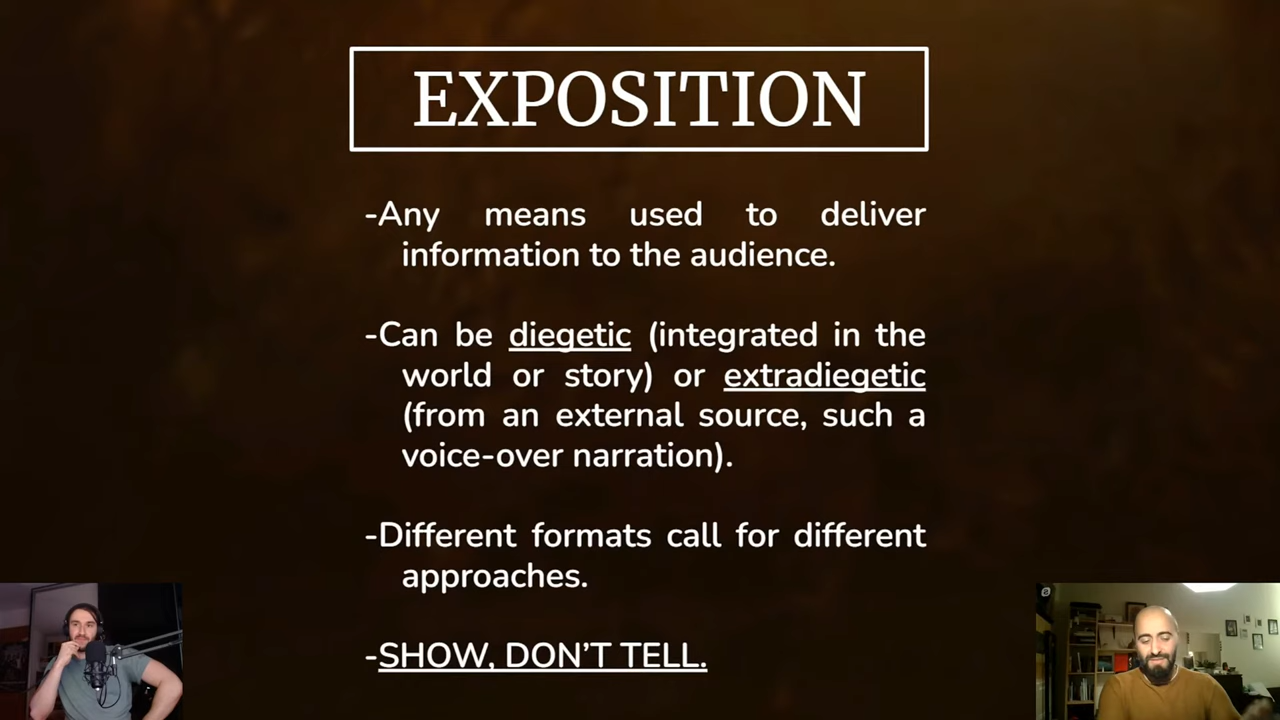 EXPOSITION
-Any means used to deliver
information to the audience.
-Can be diegetic (integrated in the
world or story) or extradiegetic
(from an external source, such a
voice-over narration).
-Different formats call for different
approaches.
-SHOW, DON'T TELL.